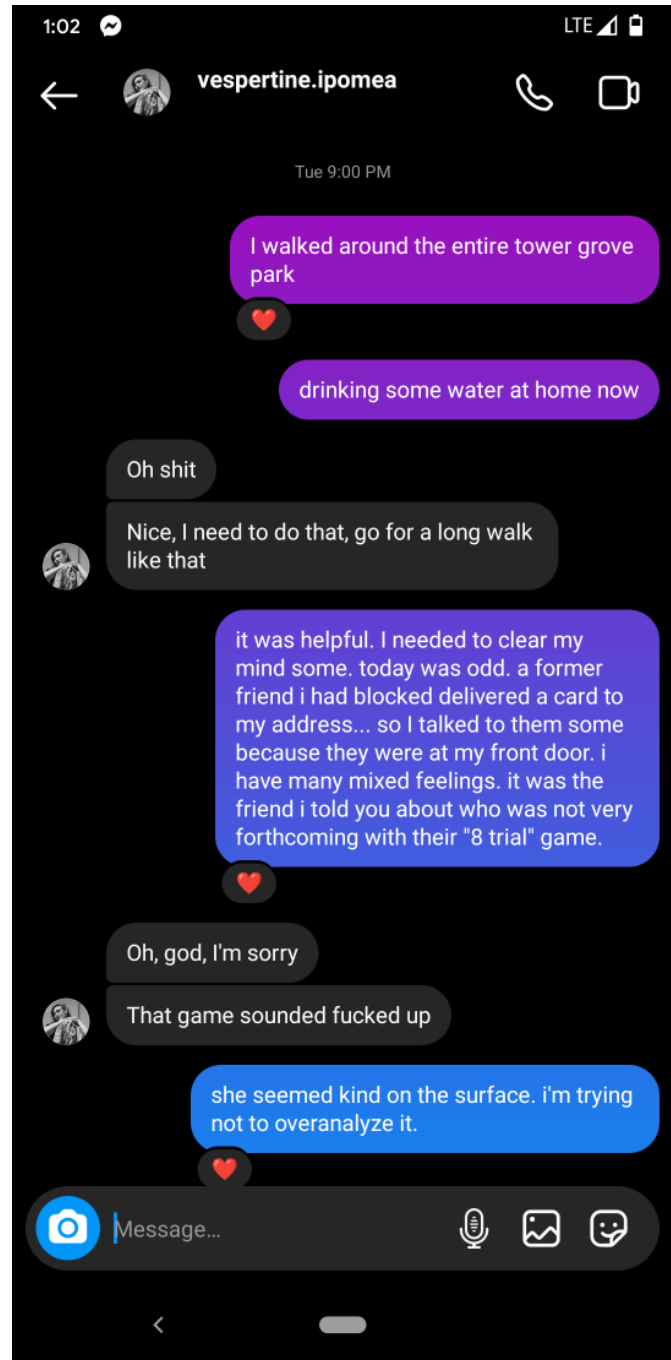 1:02
LTE
vespertine.ipomea
Tue 9:00 PM
I walked around the entire tower grove
park
drinking some water at home now
Oh shit
Nice, I need to do that, go for a long walk
like that
it was helpful. I needed to clear my
mind some. today was odd. a former
friend i had blocked delivered a card to
my address... so I talked to them some
because they were at my front door. i
have many mixed feelings. it was the
friend i told you about who was not very
forthcoming with their "8 trial" game.
Oh, god, I'm sorry
That game sounded fucked up
she seemed kind on the surface. i'm trying
not to overanalyze it.
Message...